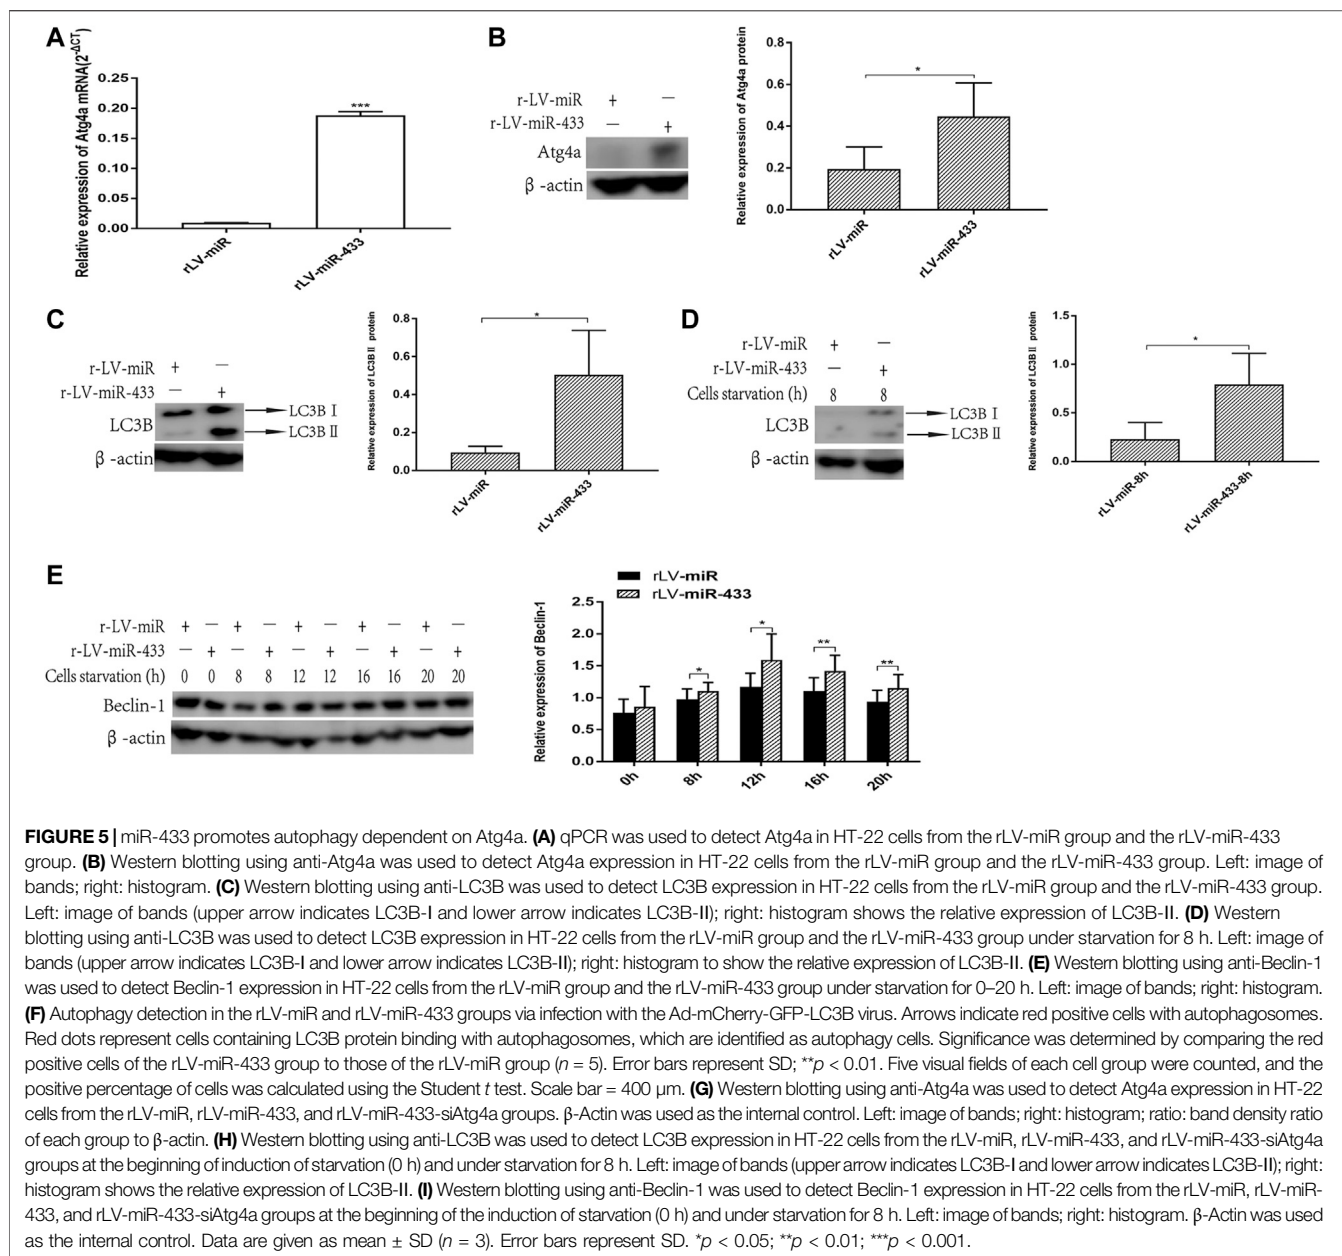 A
Relative expression of Atg4a mRNA(2-ΔCT)
0.25
0.20
0.15
0.10
0.05
0.00
***
rLV-miR
rLV-miR-433
B
r-LV-miR + —
r-LV-miR-433 — +
Atg4a
β -actin
Relative expression of Atg4a protein
0.8
0.6
0.4
0.2
0.0
*
rLV-miR
rLV-miR-433
C
r-LV-miR + —
r-LV-miR-433 — +
LC3B
LC3B I
LC3B II
β -actin
Relative expression of LC3B II protein
0.8
0.6
0.4
0.2
0.0
*
rLV-miR
rLV-miR-433
D
r-LV-miR + —
r-LV-miR-433 — +
Cells starvation (h) 8 8
LC3B
LC3B I
LC3B II
β -actin
Relative expression of LC3B II protein
1.5
1.0
0.5
0.0
*
rLV-miR-8h
rLV-miR-433-8h
E
r-LV-miR + — + — + — + — + —
r-LV-miR-433 — + — + — + — + — +
Cells starvation (h) 0 0 8 8 12 12 16 16 20 20
Beclin-1
β -actin
rLV-miR
rLV-miR-433
Relative expression of Beclin-1
2.5
2.0
1.5
1.0
0.5
0.0
* * ** **
0h 8h 12h 16h 20h
FIGURE 5 | miR-433 promotes autophagy dependent on Atg4a. (A) qPCR was used to detect Atg4a in HT-22 cells from the rLV-miR group and the rLV-miR-433
group. (B) Western blotting using anti-Atg4a was used to detect Atg4a expression in HT-22 cells from the rLV-miR group and the rLV-miR-433 group. Left: image of
bands; right: histogram. (C) Western blotting using anti-LC3B was used to detect LC3B expression in HT-22 cells from the rLV-miR group and the rLV-miR-433 group.
Left: image of bands (upper arrow indicates LC3B-I and lower arrow indicates LC3B-II); right: histogram shows the relative expression of LC3B-II. (D) Western
blotting using anti-LC3B was used to detect LC3B expression in HT-22 cells from the rLV-miR group and the rLV-miR-433 group under starvation for 8 h. Left: image of
bands (upper arrow indicates LC3B-I and lower arrow indicates LC3B-II); right: histogram to show the relative expression of LC3B-II. (E) Western blotting using anti-Beclin-1
was used to detect Beclin-1 expression in HT-22 cells from the rLV-miR group and the rLV-miR-433 group under starvation for 0–20 h. Left: image of bands; right: histogram.
(F) Autophagy detection in the rLV-miR and rLV-miR-433 groups via infection with the Ad-mCherry-GFP-LC3B virus. Arrows indicate red positive cells with autophagosomes.
Red dots represent cells containing LC3B protein binding with autophagosomes, which are identified as autophagy cells. Significance was determined by comparing the red
positive cells of the rLV-miR-433 group to those of the rLV-miR group (n = 5). Error bars represent SD; **p < 0.01. Five visual fields of each cell group were counted, and the
positive percentage of cells was calculated using the Student t test. Scale bar = 400 μm. (G) Western blotting using anti-Atg4a was used to detect Atg4a expression in HT-22
cells from the rLV-miR, rLV-miR-433, and rLV-miR-433-siAtg4a groups. β-Actin was used as the internal control. Left: image of bands; right: histogram; ratio: band density ratio
of each group to β-actin. (H) Western blotting using anti-LC3B was used to detect LC3B expression in HT-22 cells from the rLV-miR, rLV-miR-433, and rLV-miR-433-siAtg4a
groups at the beginning of induction of starvation (0 h) and under starvation for 8 h. Left: image of bands (upper arrow indicates LC3B-I and lower arrow indicates LC3B-II); right:
histogram shows the relative expression of LC3B-II. (I) Western blotting using anti-Beclin-1 was used to detect Beclin-1 expression in HT-22 cells from the rLV-miR, rLV-miR-
433, and rLV-miR-433-siAtg4a groups at the beginning of the induction of starvation (0 h) and under starvation for 8 h. Left: image of bands; right: histogram. β-Actin was used
as the internal control. Data are given as mean ± SD (n = 3). Error bars represent SD. *p < 0.05; **p < 0.01; ***p < 0.001.